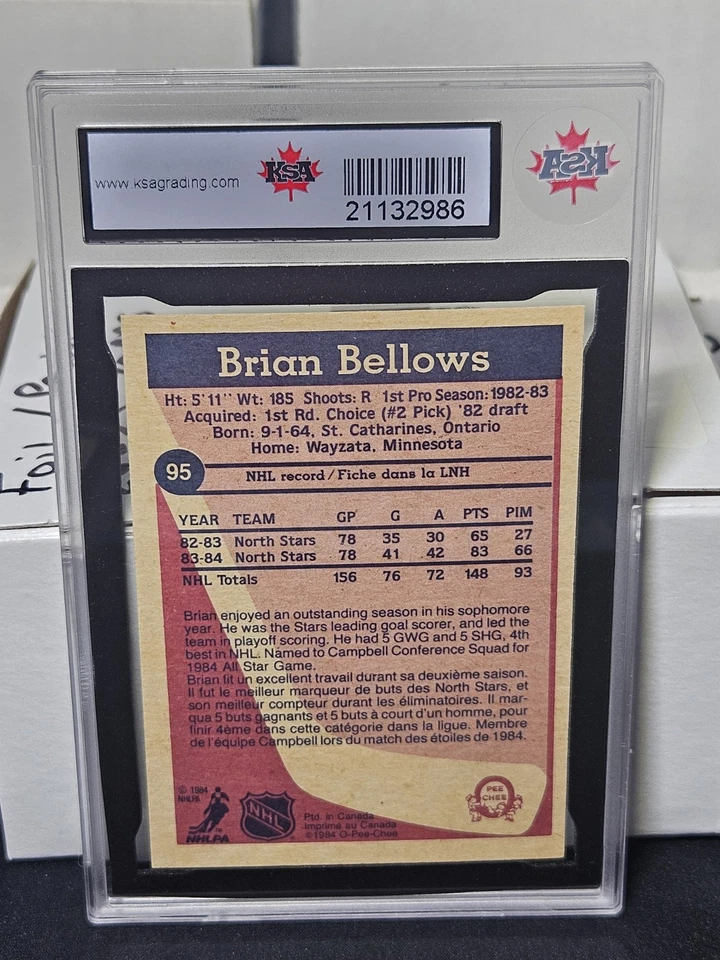 www.ksagrading.com
KSA
21132986
KSA
Foil /
Brian Bellows
Ht: 5'11" Wt: 185 Shoots: R 1st Pro Season: 1982-83
Acquired: 1st Rd. Choice (#2 Pick) '82 draft
Born: 9-1-64, St. Catharines, Ontario
Home: Wayzata, Minnesota
95
NHL record/Fiche dans la LNH
YEAR TEAM GP G A PTS PIM
82-83 North Stars 78 35 30 65 27
83-84 North Stars 78 41 42 83 66
NHL Totals 156 76 72 148 93
Brian enjoyed an outstanding season in his sophomore
year. He was the Stars leading goal scorer, and led the
team in playoff scoring. He had 5 GWG and 5 SHG, 4th
best in NHL. Named to Campbell Conference Squad for
1984 All Star Game.
Brian fit un excellent travail durant sa deuxième saison.
Il fut le meilleur marqueur de buts des North Stars, et
son meilleur compteur durant les éliminatoires. Il mar-
qua 5 buts gagnants et 5 buts à court d'un homme, pour
finir 4ème dans cette catégorie dans la ligue. Membre
de l'équipe Campbell lors du match des étoiles de 1984.
© 1984
NHLPA
NHLPA
NHL
Ptd. in Canada
Imprimé au Canada
©1984 O-Pee-Chee
PEE
CHEE